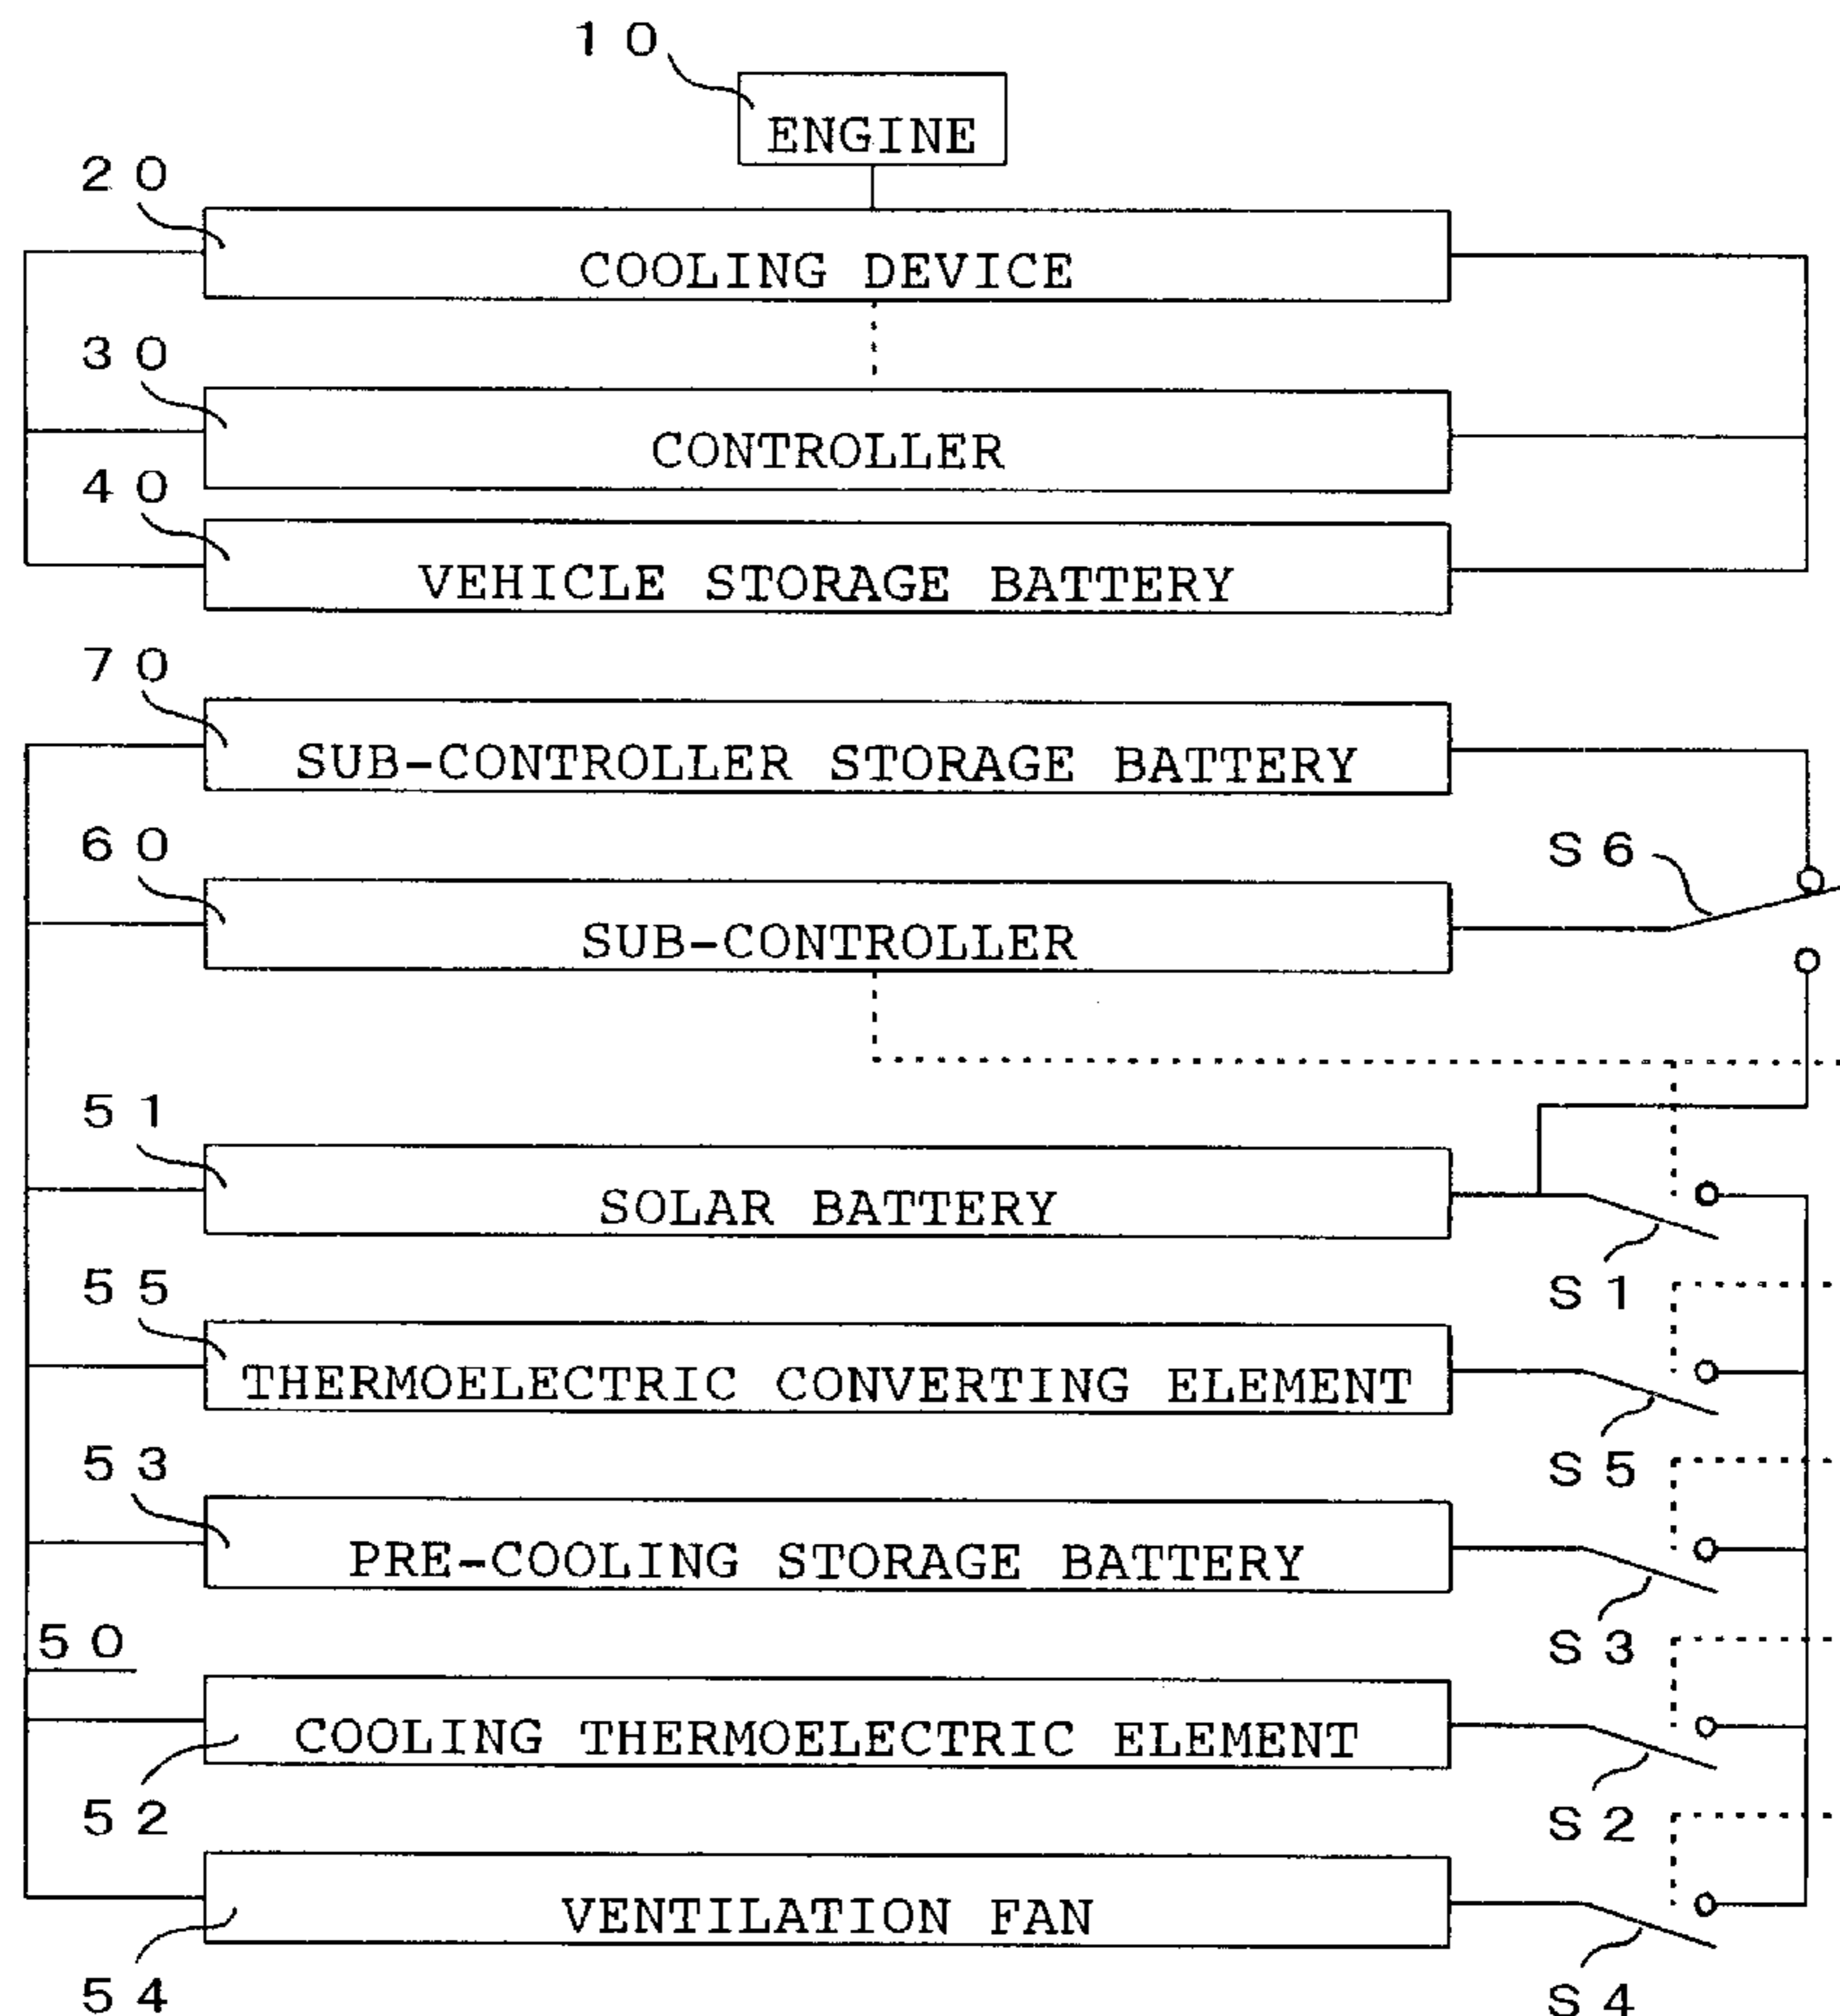 10
ENGINE
20
COOLING DEVICE
30
CONTROLLER
40
VEHICLE STORAGE BATTERY
70
SUB-CONTROLLER STORAGE BATTERY
60
S6
SUB-CONTROLLER
51
SOLAR BATTERY
S1
55
THERMOELECTRIC CONVERTING ELEMENT
S5
53
PRE-COOLING STORAGE BATTERY
S3
50
COOLING THERMOELECTRIC ELEMENT
52
S2
VENTILATION FAN
54
S4